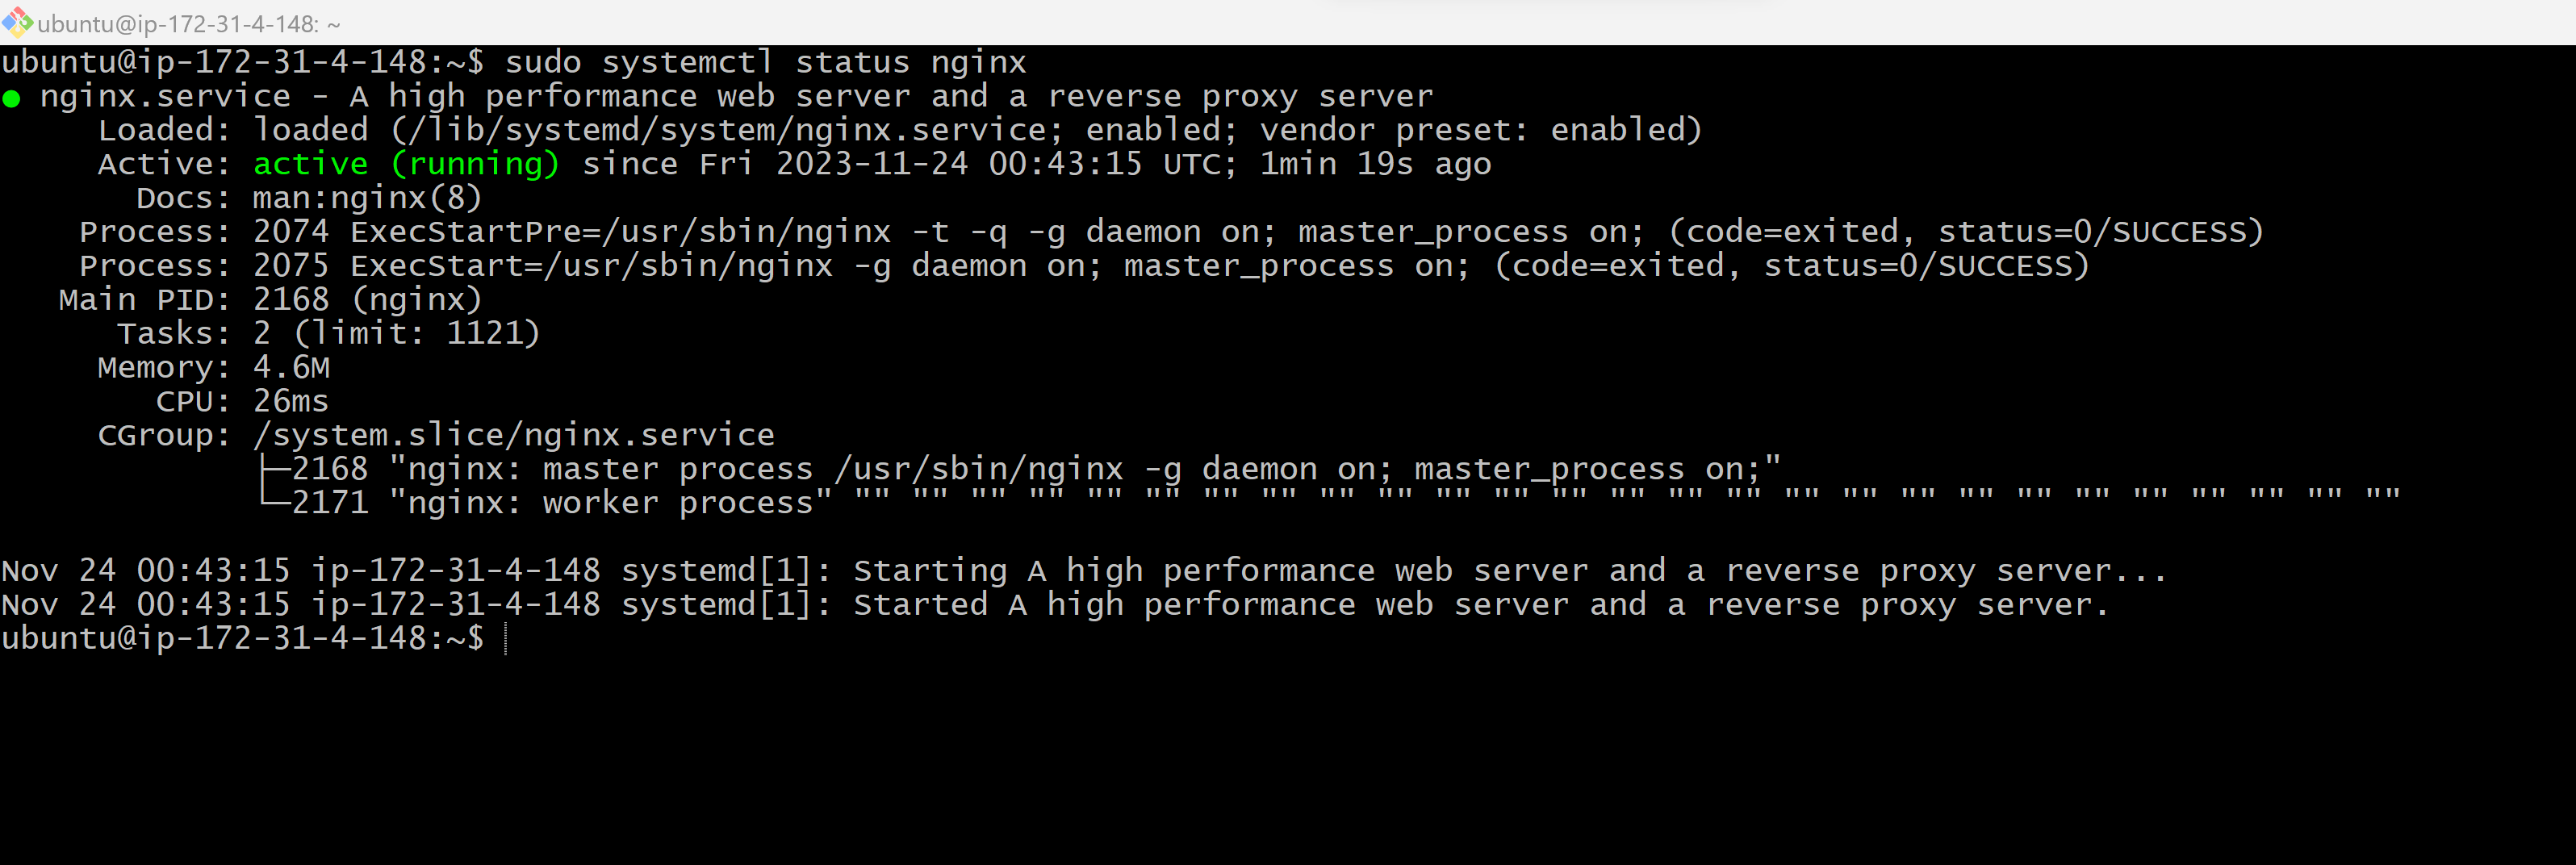 ubuntu@ip-172-31-4-148: ~
ubuntu@ip-172-31-4-148:~$ sudo systemctl status nginx
● nginx.service - A high performance web server and a reverse proxy server
     Loaded: loaded (/lib/systemd/system/nginx.service; enabled; vendor preset: enabled)
     Active: active (running) since Fri 2023-11-24 00:43:15 UTC; 1min 19s ago
       Docs: man:nginx(8)
    Process: 2074 ExecStartPre=/usr/sbin/nginx -t -q -g daemon on; master_process on; (code=exited, status=0/SUCCESS)
    Process: 2075 ExecStart=/usr/sbin/nginx -g daemon on; master_process on; (code=exited, status=0/SUCCESS)
   Main PID: 2168 (nginx)
      Tasks: 2 (limit: 1121)
     Memory: 4.6M
        CPU: 26ms
     CGroup: /system.slice/nginx.service
             ├─2168 "nginx: master process /usr/sbin/nginx -g daemon on; master_process on;"
             └─2171 "nginx: worker process" "" "" "" "" "" "" "" "" "" "" "" "" "" "" "" "" "" "" "" "" "" "" "" "" "" "" ""

Nov 24 00:43:15 ip-172-31-4-148 systemd[1]: Starting A high performance web server and a reverse proxy server...
Nov 24 00:43:15 ip-172-31-4-148 systemd[1]: Started A high performance web server and a reverse proxy server.
ubuntu@ip-172-31-4-148:~$